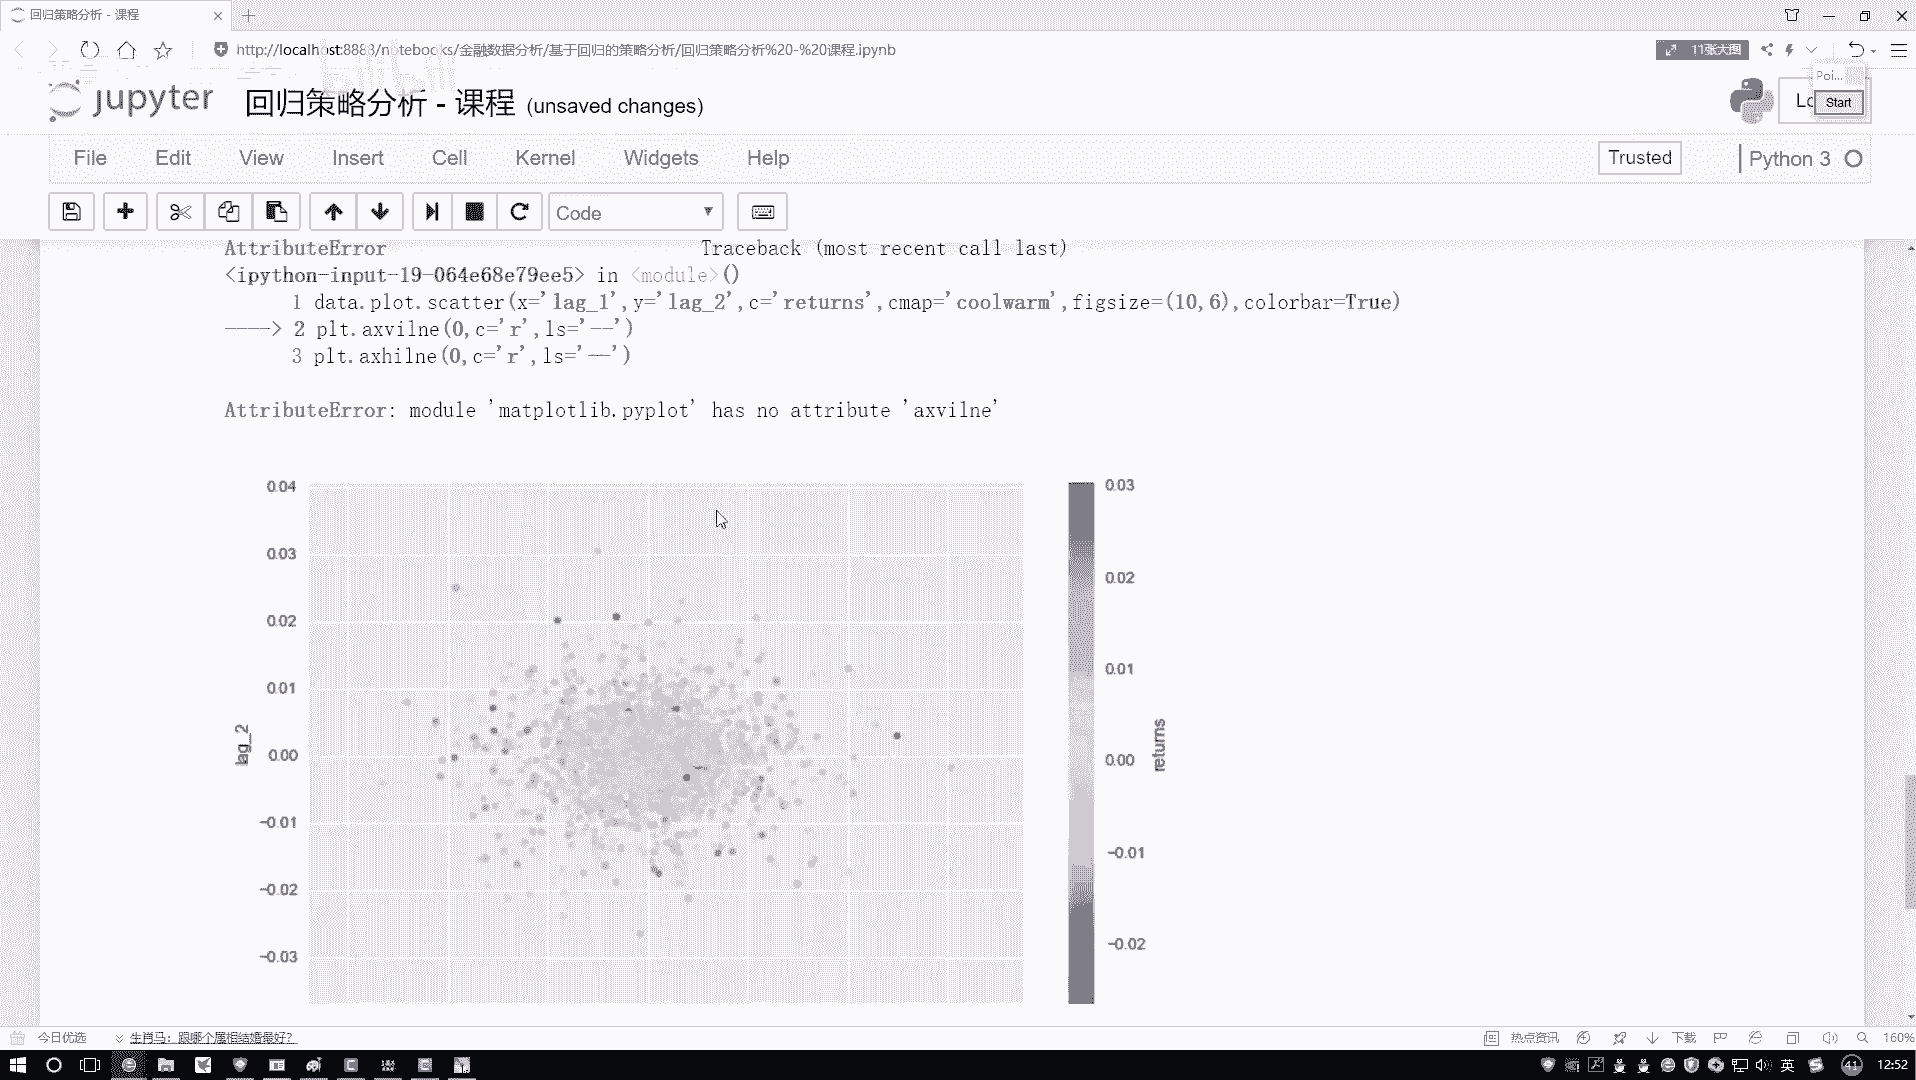 回归策略分析 - 课程
http://localhost:8888/notebooks/金融数据分析/基于回归的策略分析/回归策略分析%20-%20课程.ipynb
11张大图
Poi...
jupyter
回归策略分析 - 课程 (unsaved changes)
Start
File Edit View Insert Cell Kernel Widgets Help
Trusted
Python 3
Code
AttributeError Traceback (most recent call last)
<ipython-input-19-064e68e79ee5> in <module>()
1 data.plot.scatter(x='lag_1',y='lag_2',c='returns',cmap='coolwarm',figsize=(10,6),colorbar=True)
----> 2 plt.axvilne(0,c='r',ls='--')
3 plt.axhilne(0,c='r',ls='--')
AttributeError: module 'matplotlib.pyplot' has no attribute 'axvilne'
0.04
0.03
0.02
0.01
0.00
-0.01
-0.02
-0.03
lag_2
0.03
0.02
0.01
0.00
-0.01
-0.02
returns
今日优选
生肖马：跟哪个属相结婚最好？
热点资讯
下载
160%
英
41
12:52